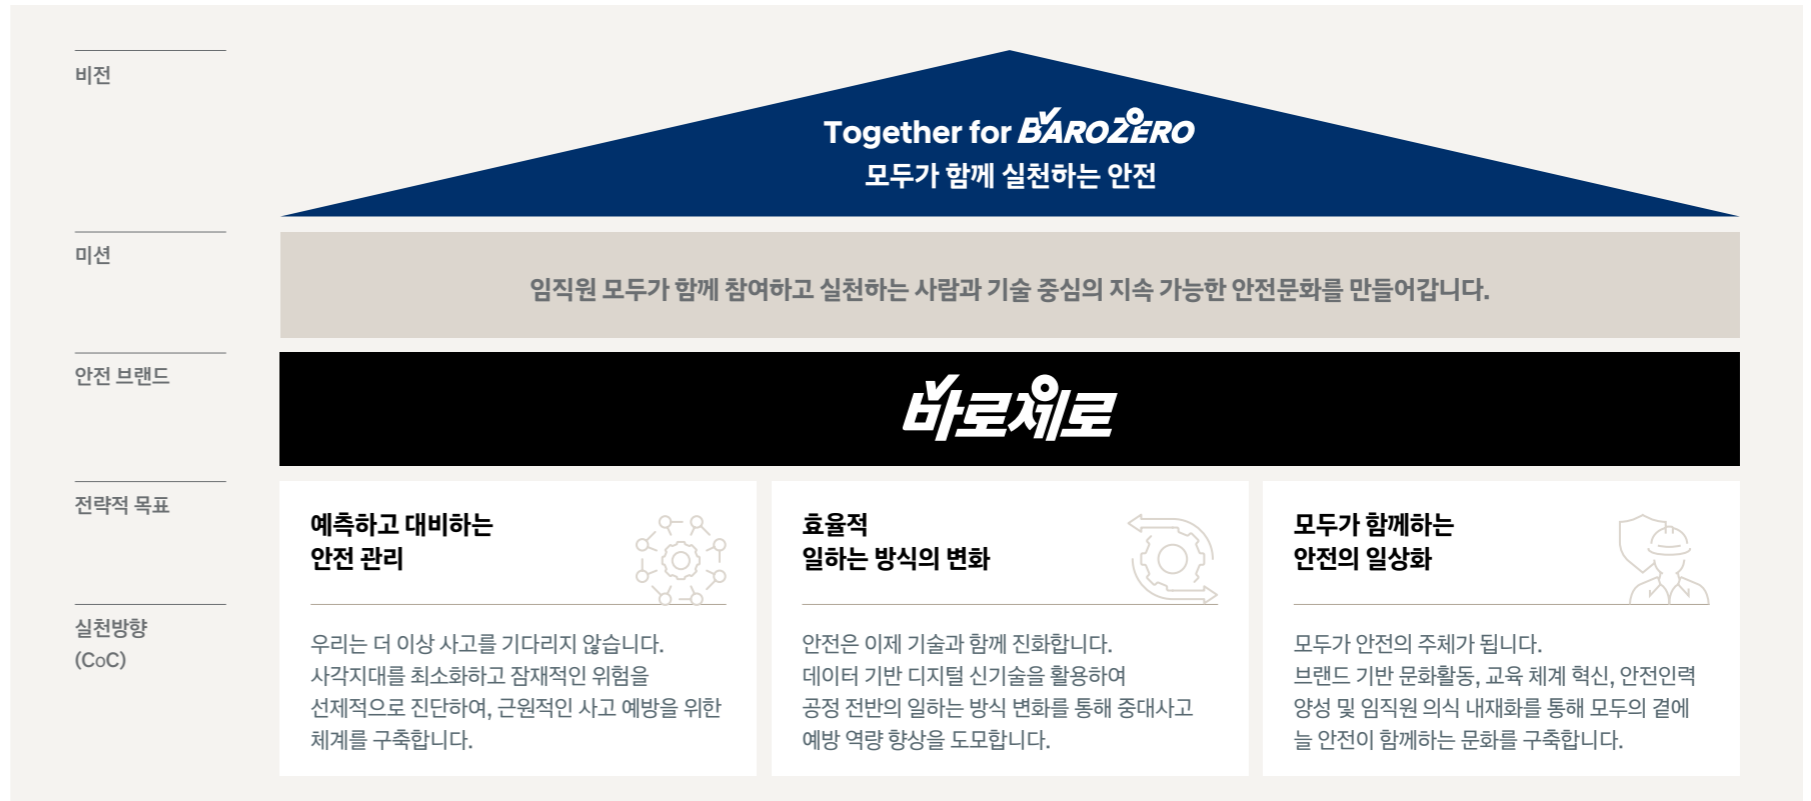 비전
Together for BAROZERO
모두가 함께 실천하는 안전
미션
임직원 모두가 함께 참여하고 실천하는 사람과 기술 중심의 지속 가능한 안전문화를 만들어갑니다.
안전 브랜드
바로제로
전략적 목표
예측하고 대비하는
안전 관리
효율적
일하는 방식의 변화
모두가 함께하는
안전의 일상화
실천방향
(CoC)
우리는 더 이상 사고를 기다리지 않습니다.
사각지대를 최소화하고 잠재적인 위험을
선제적으로 진단하여, 근원적인 사고 예방을 위한
체계를 구축합니다.
안전은 이제 기술과 함께 진화합니다.
데이터 기반 디지털 신기술을 활용하여
공정 전반의 일하는 방식 변화를 통해 중대사고
예방 역량 향상을 도모합니다.
모두가 안전의 주체가 됩니다.
브랜드 기반 문화활동, 교육 체계 혁신, 안전인력
양성 및 임직원 의식 내재화를 통해 모두의 곁에
늘 안전이 함께하는 문화를 구축합니다.